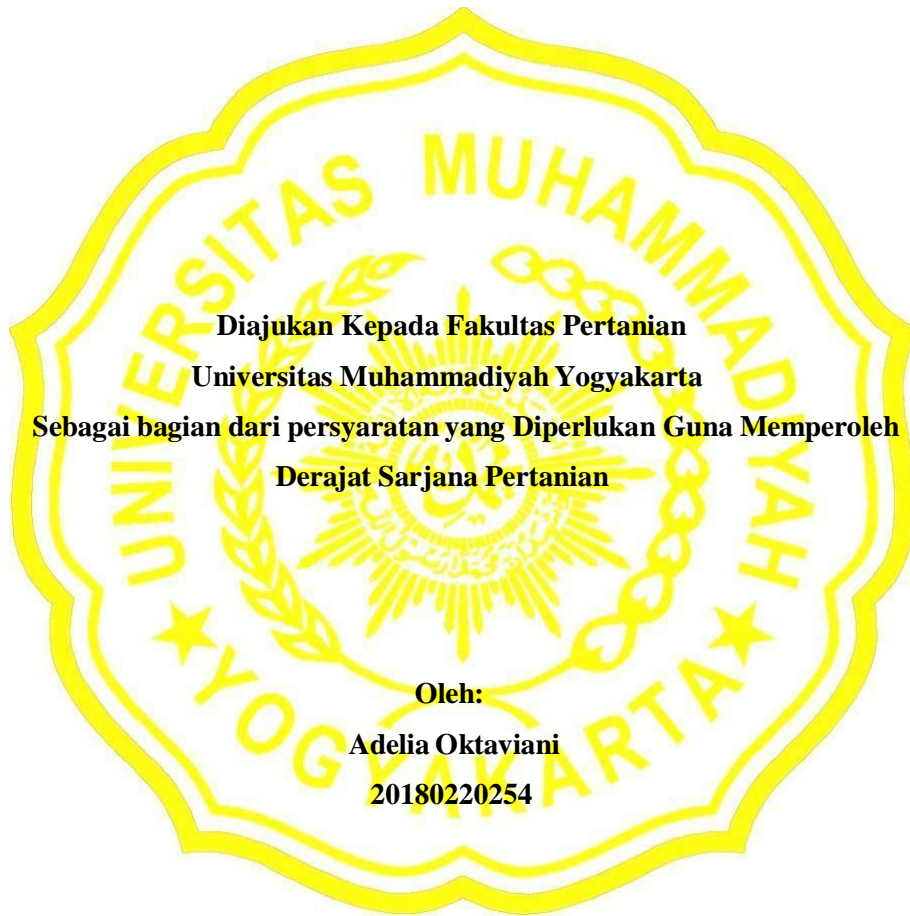 UNIVERSITAS MUHAMMADIYAH
Diajukan Kepada Fakultas Pertanian
Universitas Muhammadiyah Yogyakarta
Sebagai bagian dari persyaratan yang Diperlukan Guna Memperoleh
Derajat Sarjana Pertanian
Oleh:
Adelia Oktaviani
20180220254
★ YOGYAKARTA ★